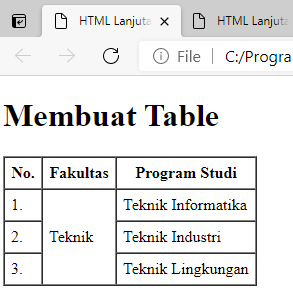 HTML Lanjuta
HTML Lanjuta
File
C:/Progra
Membuat Table
No. Fakultas Program Studi
1. Teknik Informatika
2. Teknik Teknik Industri
3. Teknik Lingkungan